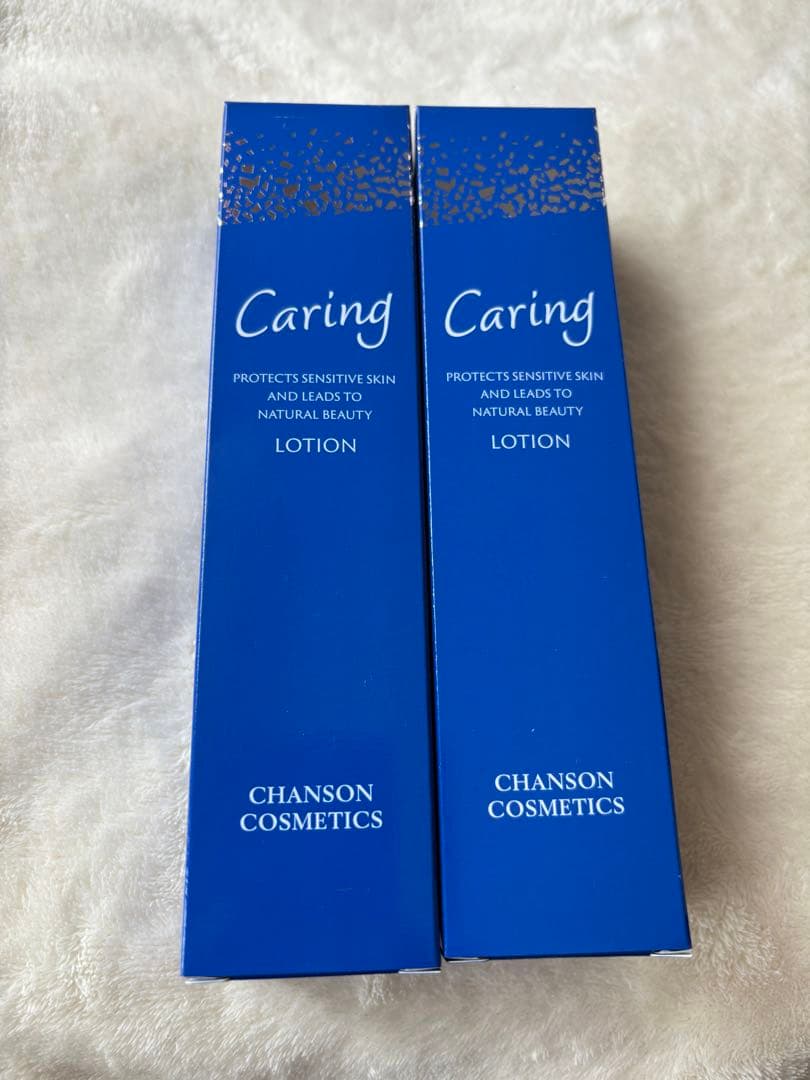 Caring
PROTECTS SENSITIVE SKIN
AND LEADS TO
NATURAL BEAUTY
LOTION
CHANSON
COSMETICS
Caring
PROTECTS SENSITIVE SKIN
AND LEADS TO
NATURAL BEAUTY
LOTION
CHANSON
COSMETICS